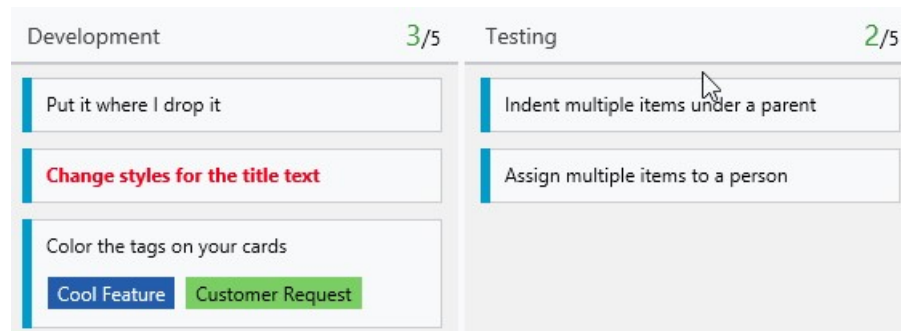 Development 3/5
Put it where I drop it
Change styles for the title text
Color the tags on your cards
Cool Feature Customer Request
Testing 2/5
Indent multiple items under a parent
Assign multiple items to a person